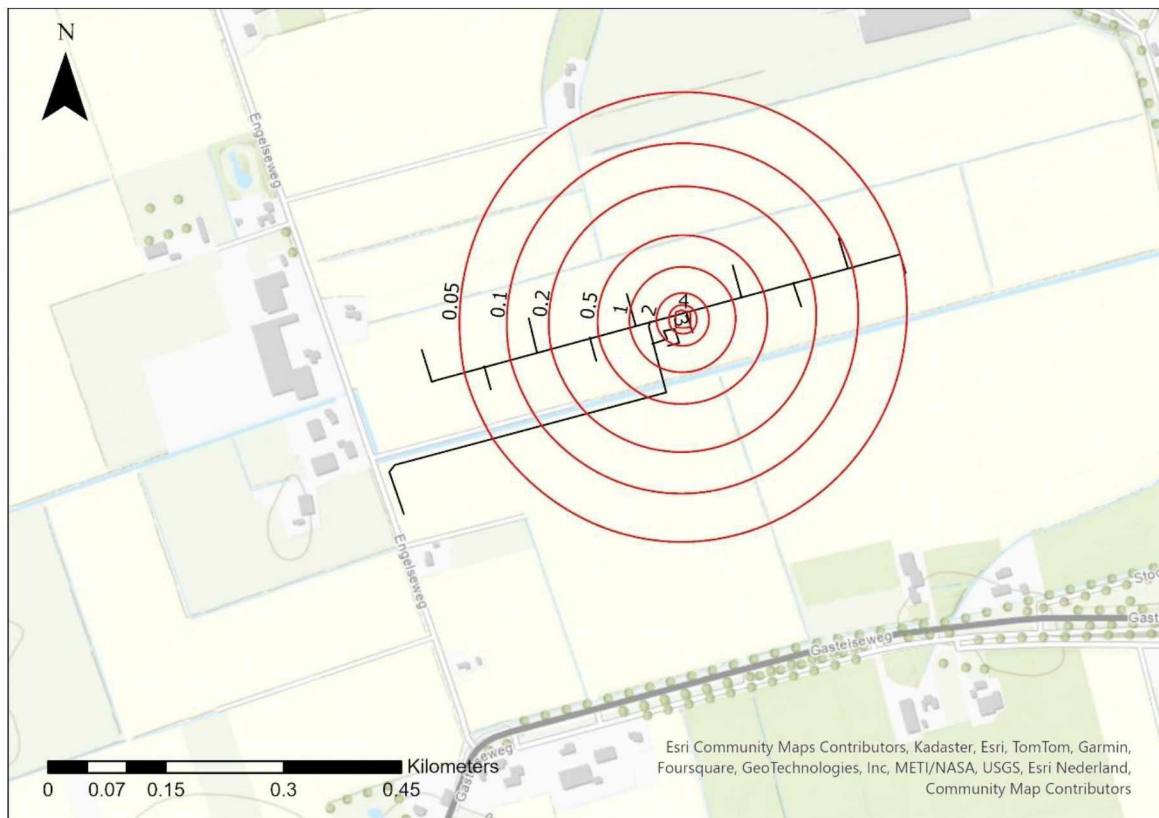 N
Engelseweg
0.05
0.1
0.2
0.5
1
2
4
3
Engelseweg
Gastelseweg
Gastelseweg
Kilometers
0
0.07
0.15
0.3
0.45
Esri Community Maps Contributors, Kadaster, Esri, TomTom, Garmin,
Foursquare, GeoTechnologies, Inc, METI/NASA, USGS, Esri Nederland,
Community Map Contributors